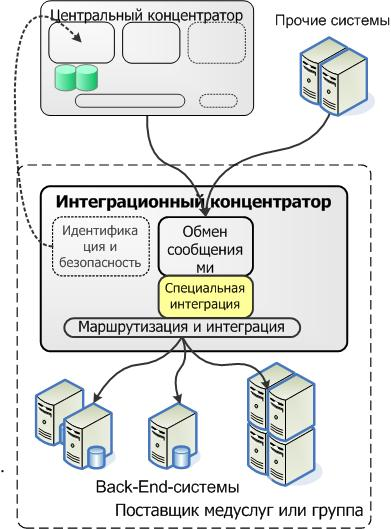 Центральный концентратор
Прочие системы
Интеграционный концентратор
Идентифика
ция и
безопасность
Обмен
сообщения
ми
Специальная
интеграция
Маршрутизация и интеграция
Back-End-системы
Поставщик медуслуг или группа